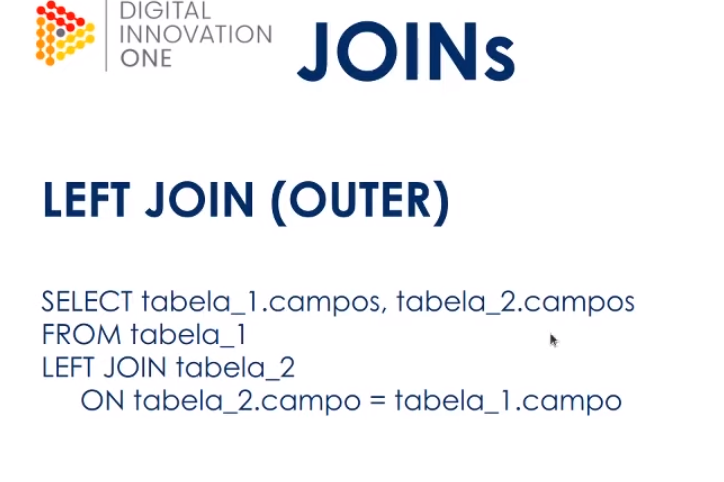 DIGITAL
INNOVATION
ONE
JOINs
LEFT JOIN (OUTER)
SELECT tabela_1.campos, tabela_2.campos
FROM tabela_1
LEFT JOIN tabela_2
ON tabela_2.campo = tabela_1.campo